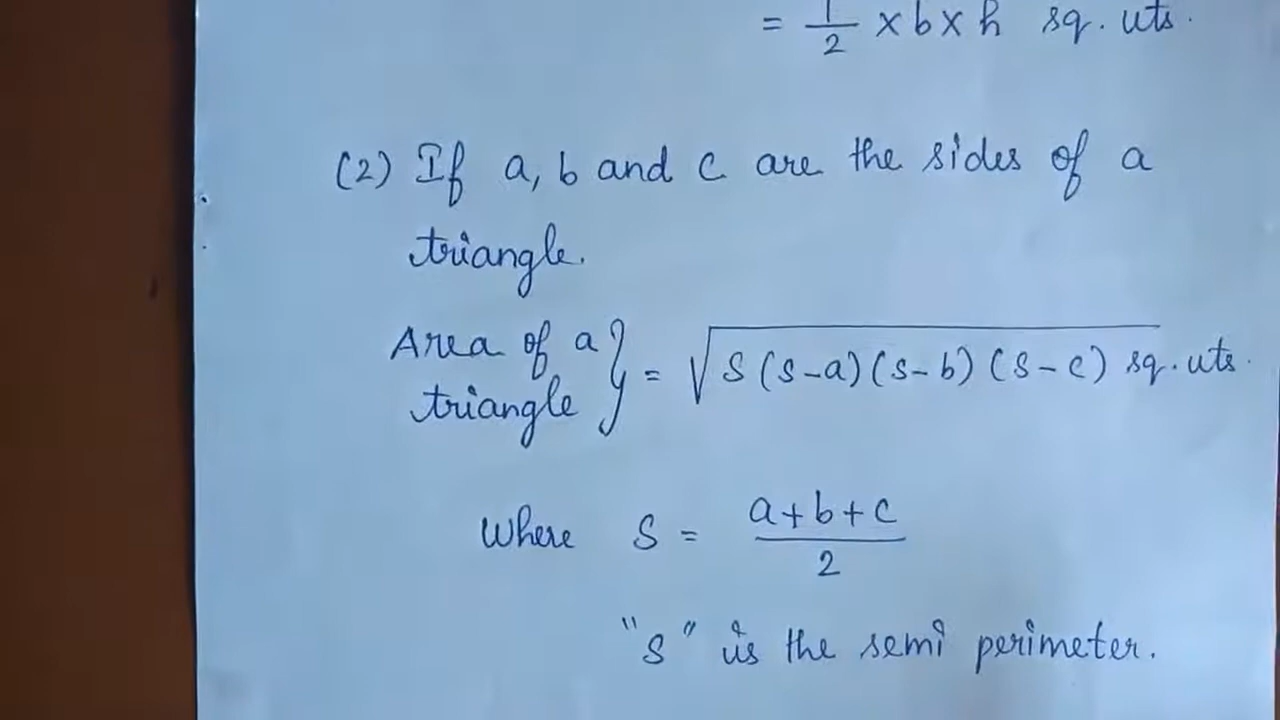 = 1/2 × b × h sq. uts.
(2) If a, b and c are the sides of a
triangle.
Area of a
triangle } = √s(s-a)(s-b)(s-c) sq. uts.
Where S = a+b+c/2
"s" is the semi perimeter.